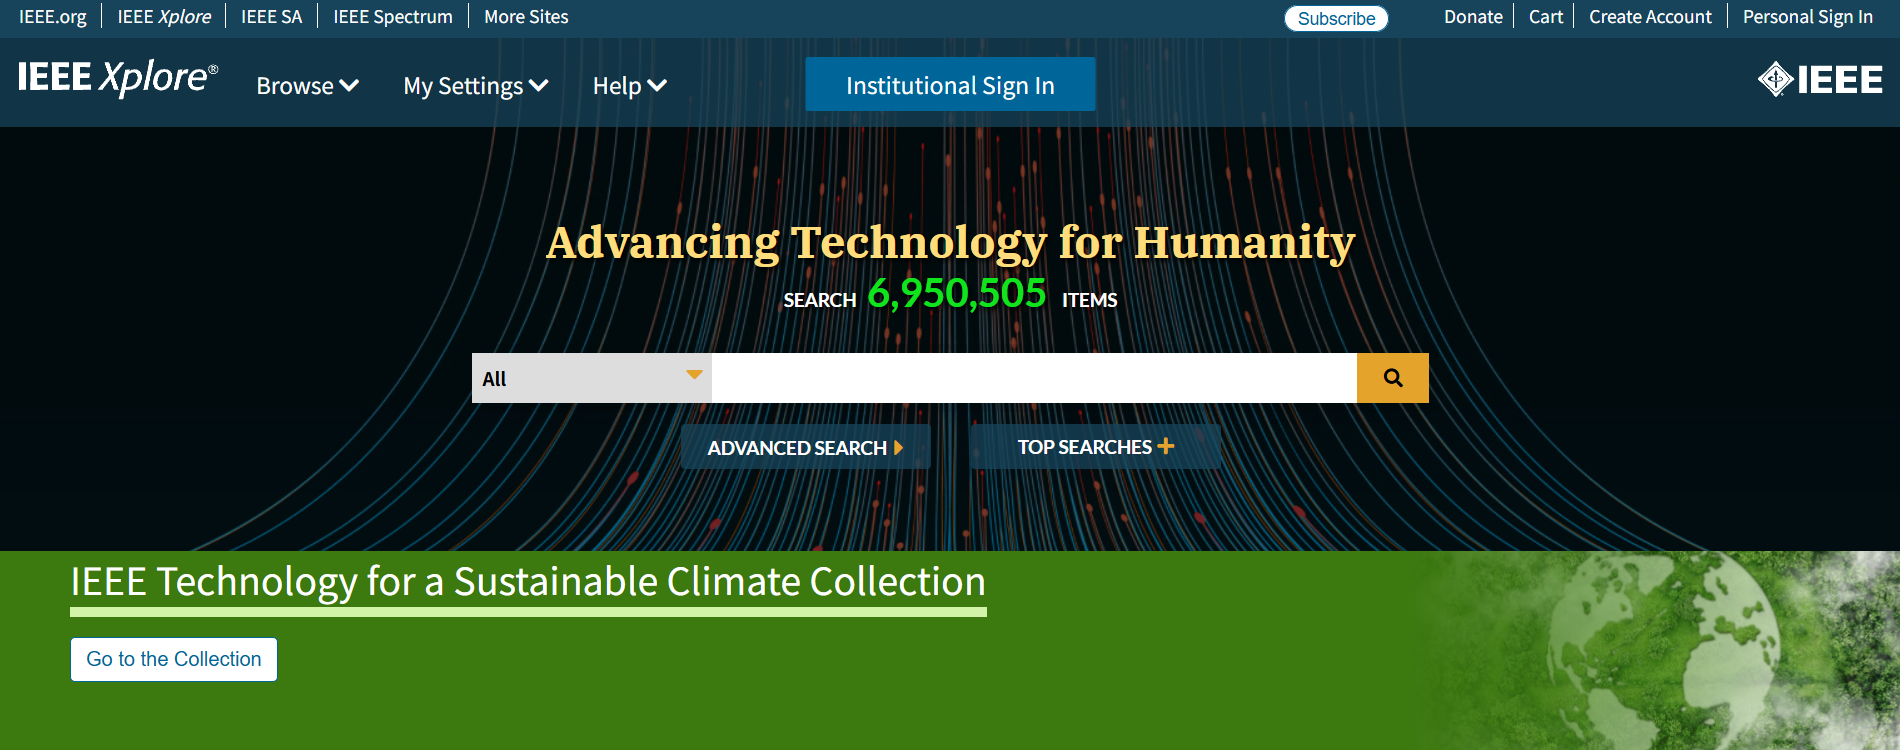 IEEE.org IEEE Xplore IEEE SA IEEE Spectrum More Sites Subscribe Donate Cart Create Account Personal Sign In
IEEE Xplore® Browse My Settings Help Institutional Sign In IEEE
Advancing Technology for Humanity
SEARCH 6,950,505 ITEMS
All
ADVANCED SEARCH TOP SEARCHES
IEEE Technology for a Sustainable Climate Collection
Go to the Collection